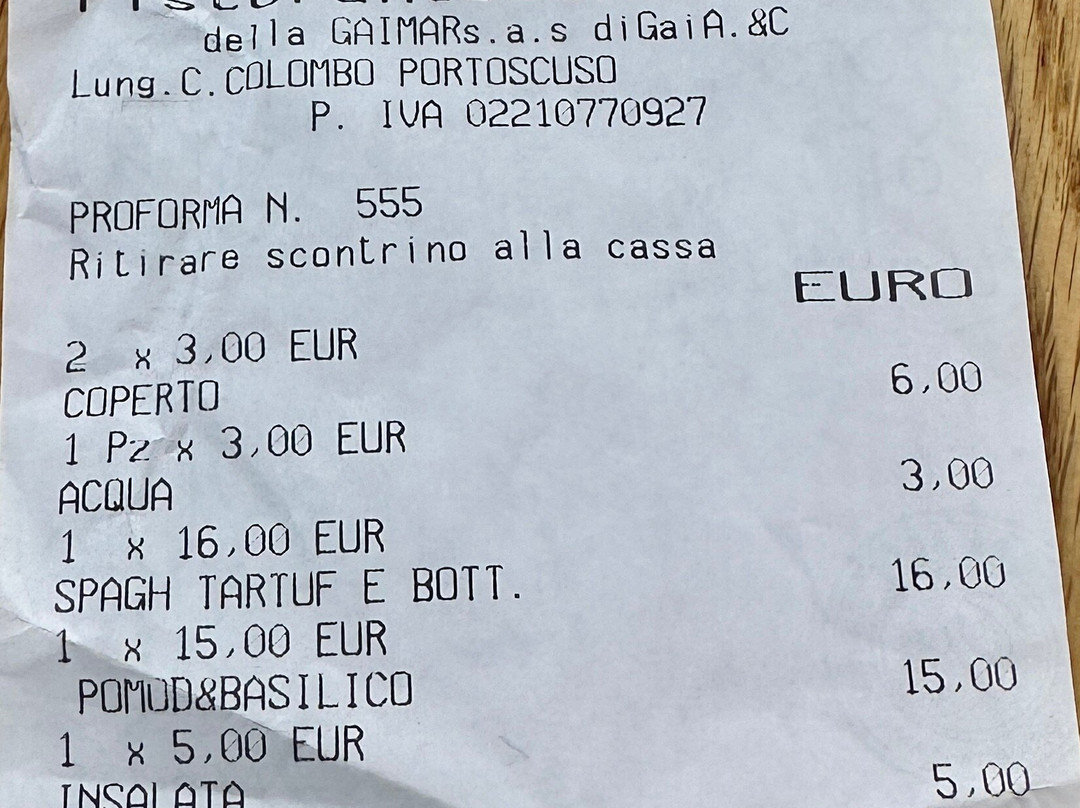 della GAIMARs.a.s diGaiA.&C
Lung.C.COLOMBO PORTOSCUSO
P. IVA 02210770927
PROFORMA N. 555
Ritirare scontrino alla cassa
EURO
2 x 3,00 EUR
COPERTO 6,00
1 Pz x 3,00 EUR
ACQUA 3,00
1 x 16,00 EUR
SPAGH TARTUF E BOTT. 16,00
1 x 15,00 EUR
POMOD&BASILICO 15,00
1 x 5,00 EUR
INSALATA 5,00